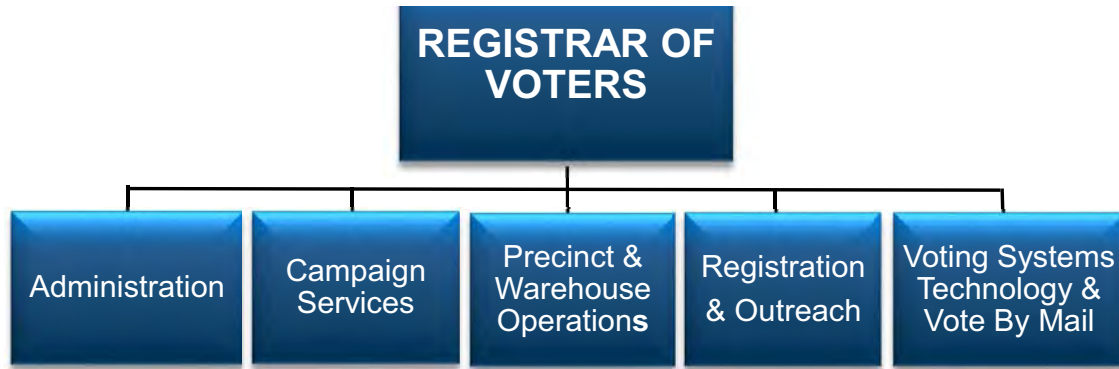 REGISTRAR OF
VOTERS
Administration
Campaign
Services
Precinct &
Warehouse
Operations
Registration
& Outreach
Voting Systems
Technology &
Vote By Mail